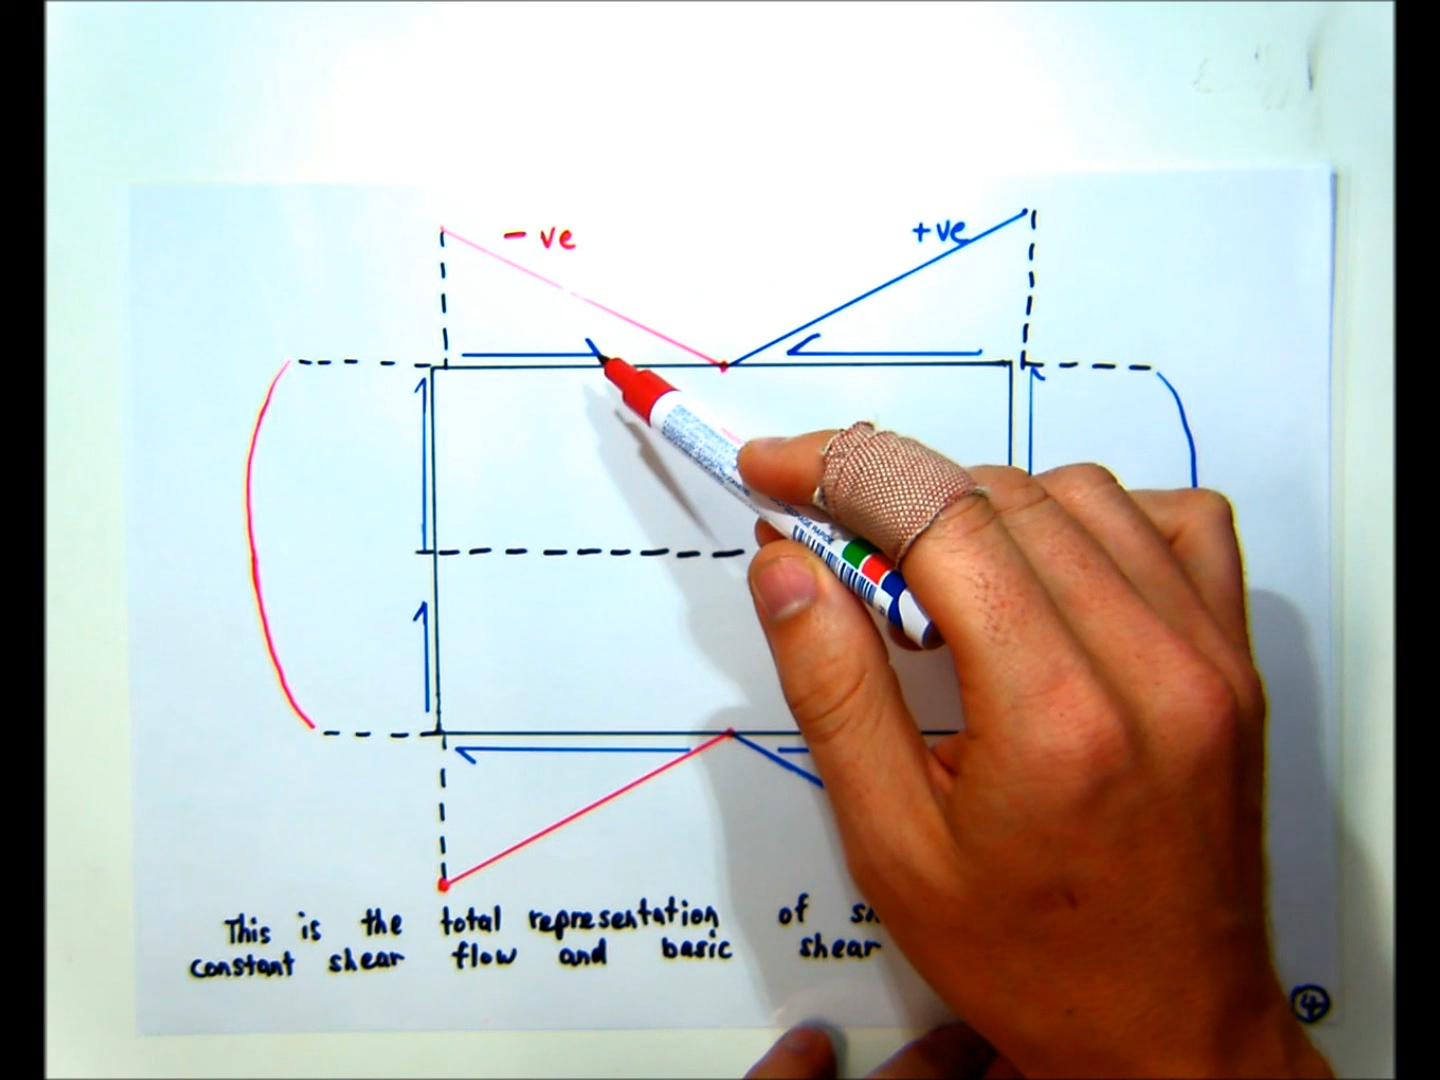 - ve
+ve
This is the total representation of
constant shear flow and basic shear
4